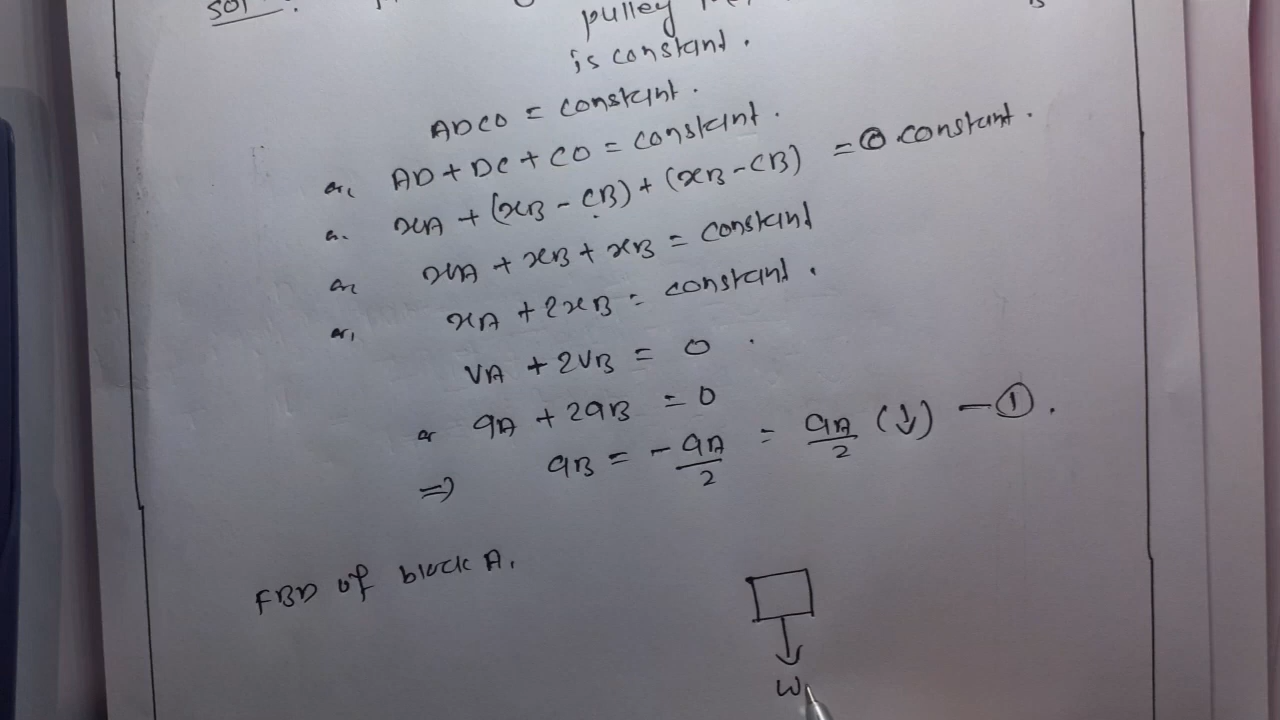 sol :
pulley
is constant.
ADCO = constant.
or, AD + DC + CO = constant.
or xA + (xB - CB) + (xB - CB) = 0 constant.
or xA + xB + xB = constant
or, xA + 2xB = constant.
VA + 2VB = 0.
or aA + 2aB = 0
=> aB = - aA/2 = aA/2 (↓) - ①.
FBD of block A.
W